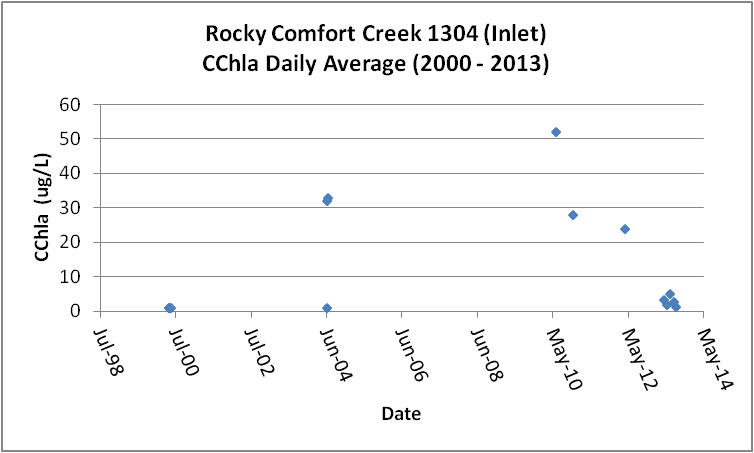 Rocky Comfort Creek 1304 (Inlet)
CChla Daily Average (2000 - 2013)
60
50
40
30
20
10
0
CChla (ug/L)
Jul-98
Jul-00
Jul-02
Jun-04
Jun-06
Jun-08
May-10
May-12
May-14
Date